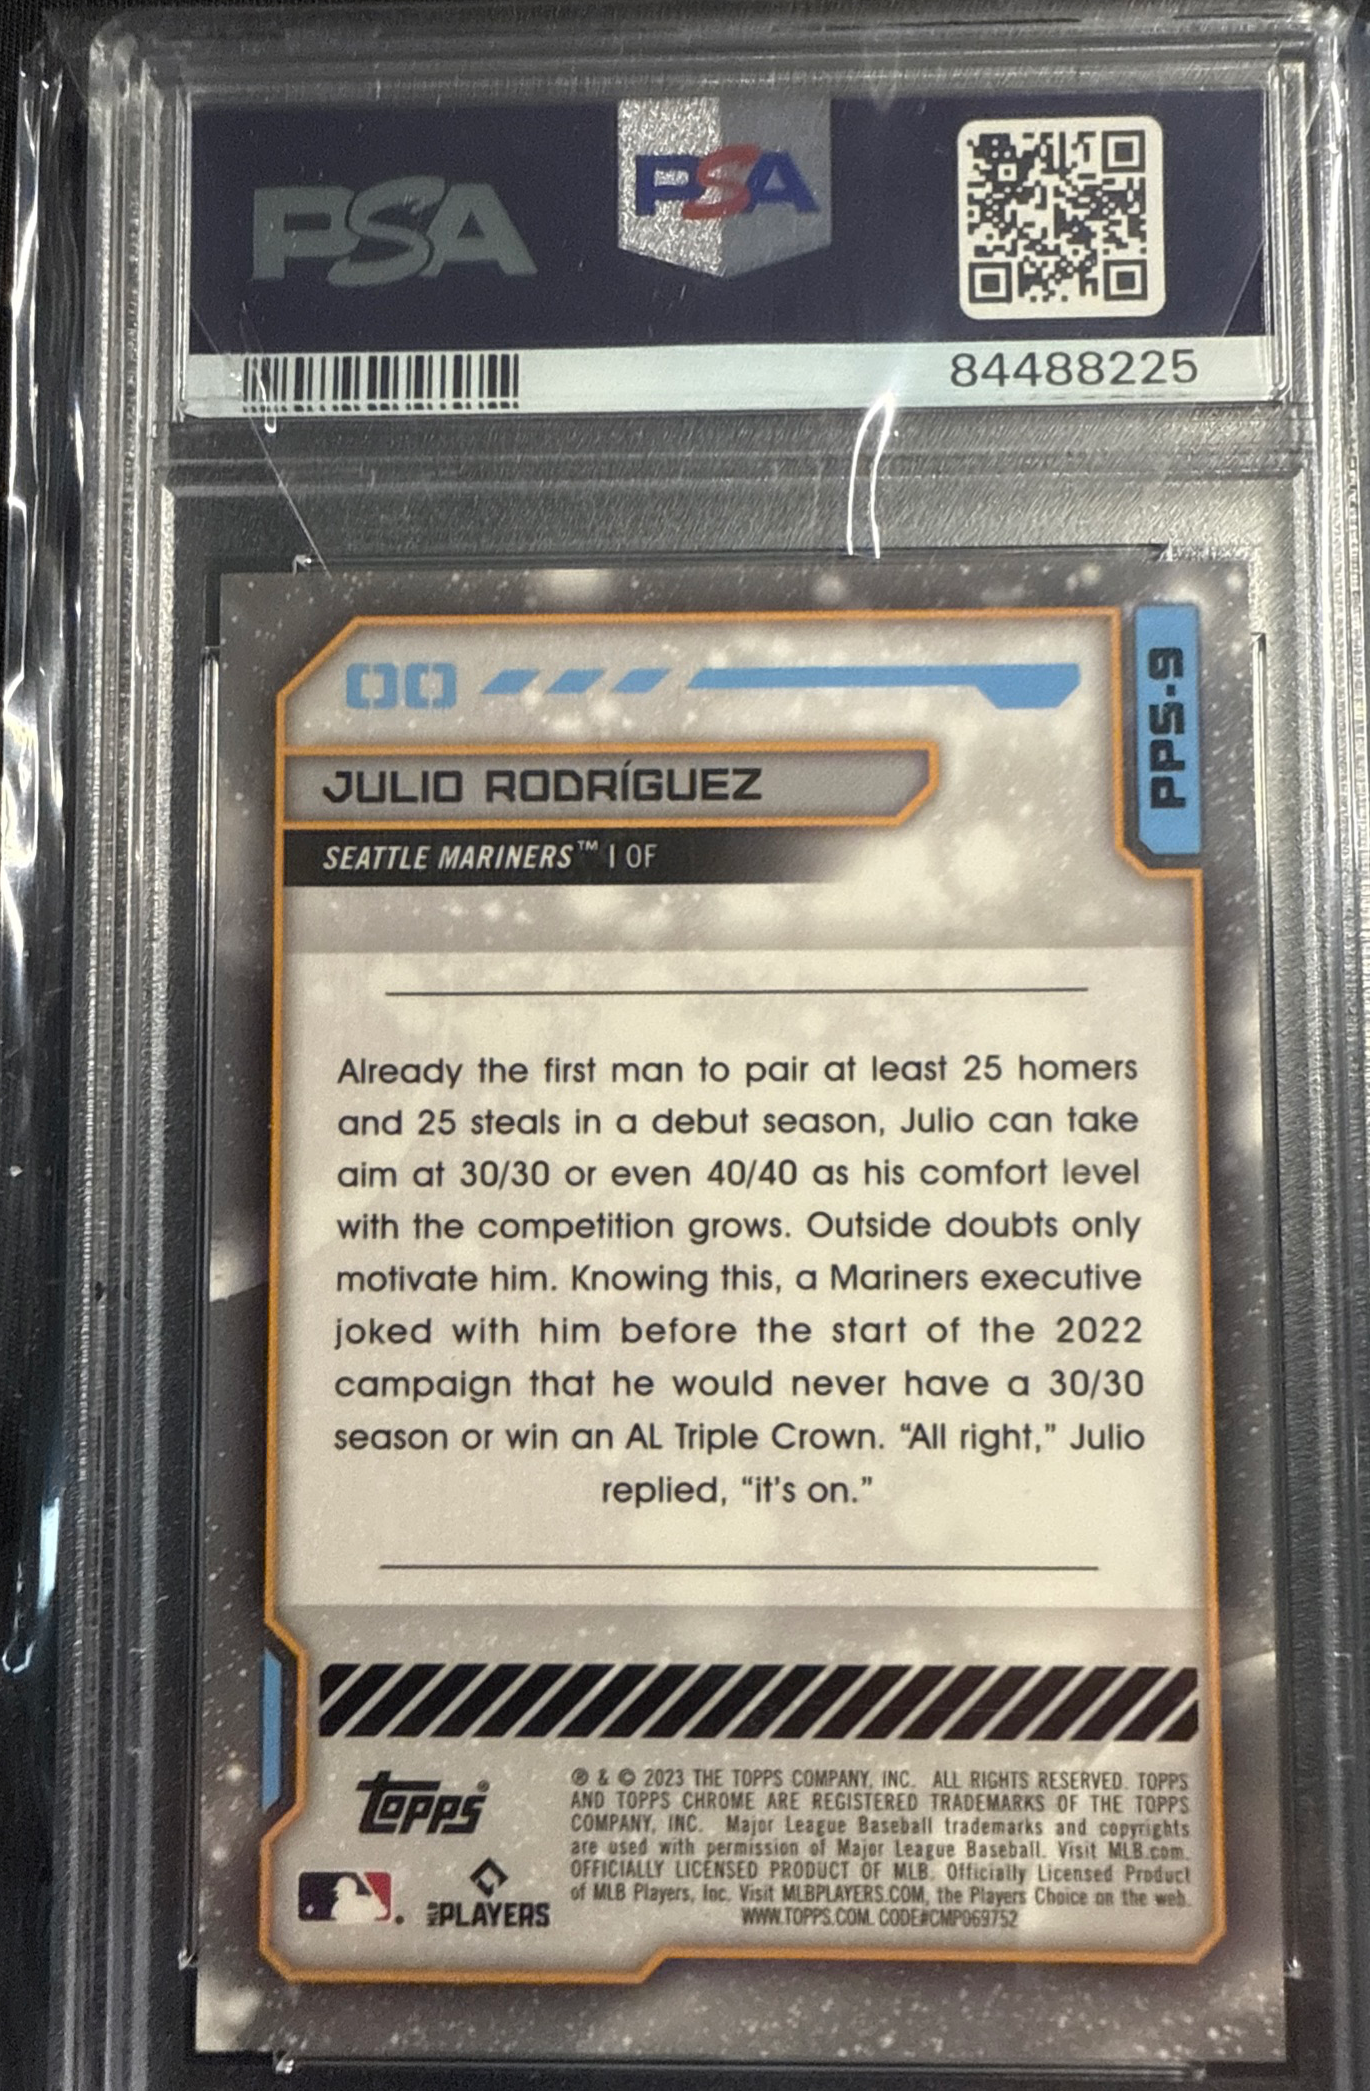 PSA
PSA
84488225
00
PPS-9
JULIO RODRÍGUEZ
SEATTLE MARINERS™ | OF
Already the first man to pair at least 25 homers
and 25 steals in a debut season, Julio can take
aim at 30/30 or even 40/40 as his comfort level
with the competition grows. Outside doubts only
motivate him. Knowing this, a Mariners executive
joked with him before the start of the 2022
campaign that he would never have a 30/30
season or win an AL Triple Crown. “All right,” Julio
replied, “it's on.”
Topps®
® & © 2023 THE TOPPS COMPANY, INC. ALL RIGHTS RESERVED. TOPPS
AND TOPPS CHROME ARE REGISTERED TRADEMARKS OF THE TOPPS
COMPANY, INC. Major League Baseball trademarks and copyrights
are used with permission of Major League Baseball. Visit MLB.com.
OFFICIALLY LICENSED PRODUCT OF MLB. Officially Licensed Product
of MLB Players, Inc. Visit MLBPLAYERS.COM, the Players Choice on the web.
WWW.TOPPS.COM. CODE#CMP069752
MLB PLAYERS